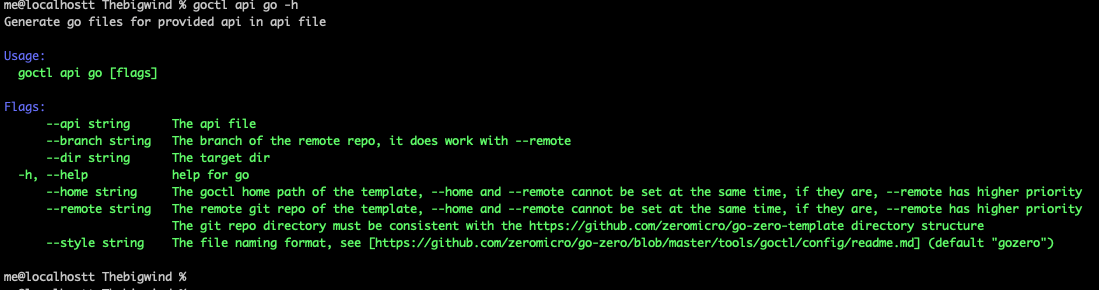 me@localhostt Thebigwind % goctl api go -h
Generate go files for provided api in api file
Usage:
goctl api go [flags]
Flags:
--api string The api file
--branch string The branch of the remote repo, it does work with --remote
--dir string The target dir
-h, --help help for go
--home string The goctl home path of the template, --home and --remote cannot be set at the same time, if they are, --remote has higher priority
--remote string The remote git repo of the template, --home and --remote cannot be set at the same time, if they are, --remote has higher priority
The git repo directory must be consistent with the https://github.com/zeromicro/go-zero-template directory structure
--style string The file naming format, see [https://github.com/zeromicro/go-zero/blob/master/tools/goctl/config/readme.md] (default "gozero")
me@localhostt Thebigwind %